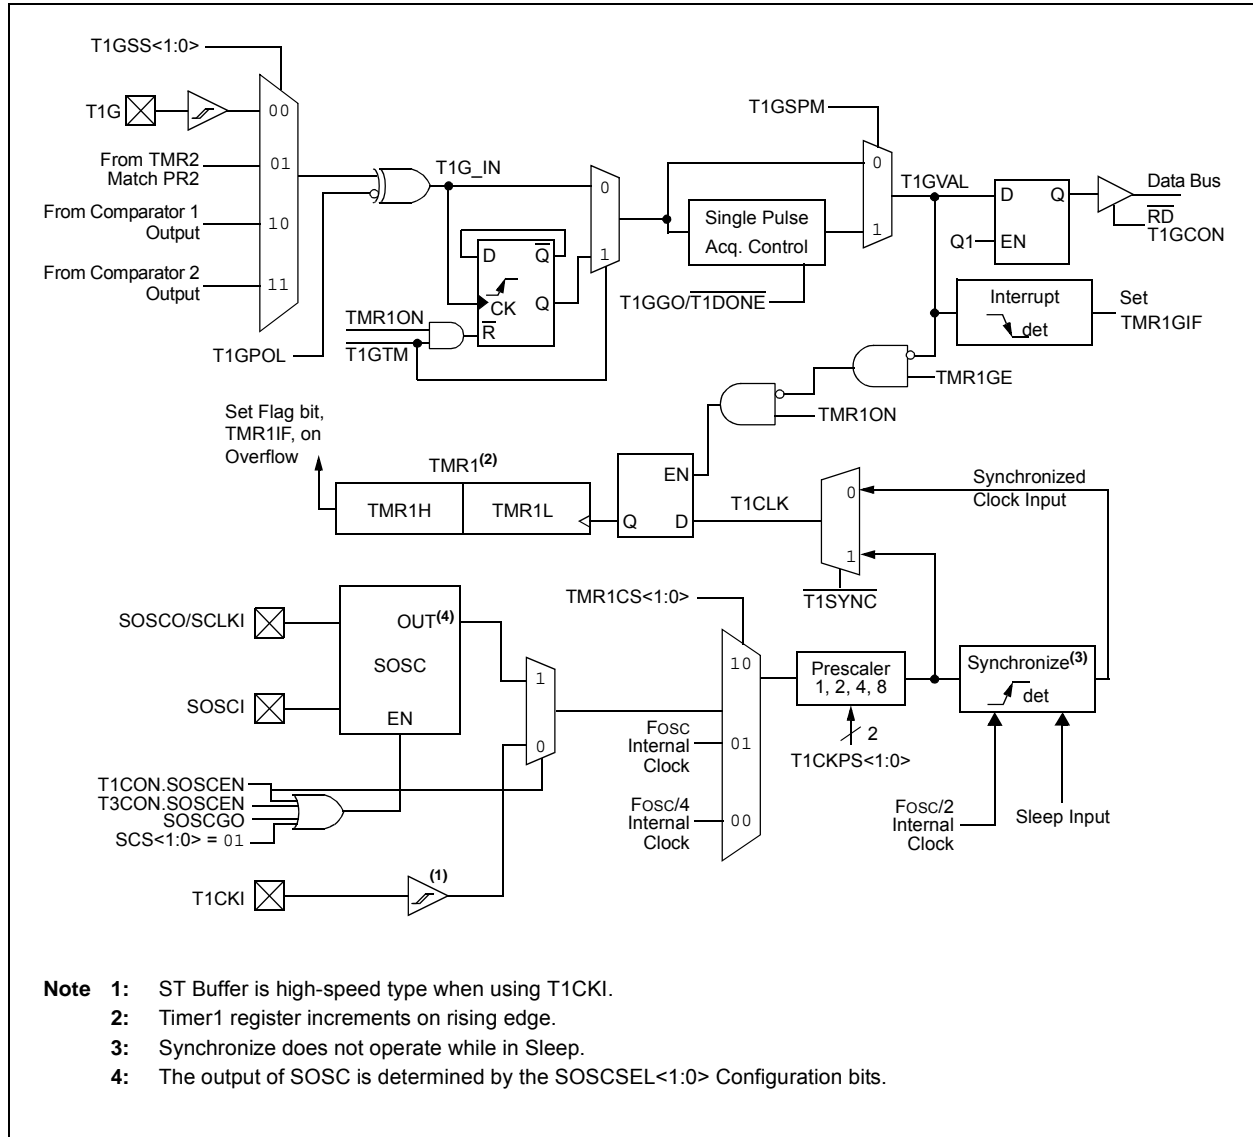 T1GSS<1:0>
T1G
00
From TMR2
Match PR2
01
From Comparator 1
Output
10
From Comparator 2
Output
11
T1GPOL
T1G_IN
0
1
D
Q
CK
Q
R
TMR1ON
T1GTM
T1GSPM
0
1
Single Pulse
Acq. Control
T1GGO/T1DONE
T1GVAL
D
Q
Q1
EN
Data Bus
RD
T1GCON
Interrupt
det
Set
TMR1GIF
TMR1GE
TMR1ON
Set Flag bit,
TMR1IF, on
Overflow
TMR1(2)
TMR1H
TMR1L
EN
Q
D
T1CLK
0
1
T1SYNC
Synchronized
Clock Input
SOSCO/SCLKI
OUT(4)
SOSC
SOSCI
EN
1
0
T1CON.SOSCEN
T3CON.SOSCEN
SOSCGO
SCS<1:0> = 01
T1CKI
(1)
TMR1CS<1:0>
10
FOSC
Internal
Clock
01
FOSC/4
Internal
Clock
00
Prescaler
1, 2, 4, 8
2
T1CKPS<1:0>
Synchronize(3)
det
FOSC/2
Internal
Clock
Sleep Input
Note 1: ST Buffer is high-speed type when using T1CKI.
2: Timer1 register increments on rising edge.
3: Synchronize does not operate while in Sleep.
4: The output of SOSC is determined by the SOSCSEL<1:0> Configuration bits.